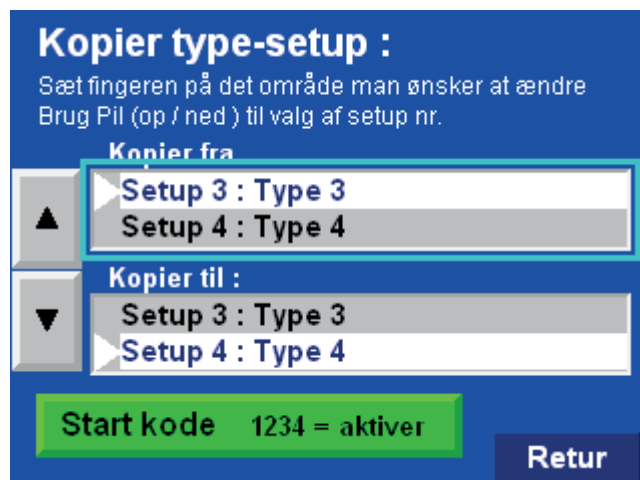 Kopier type-setup :
Sæt fingeren på det område man ønsker at ændre
Brug Pil (op / ned ) til valg af setup nr.
Kopier fra
Setup 3 : Type 3
Setup 4 : Type 4
Kopier til :
Setup 3 : Type 3
Setup 4 : Type 4
Start kode 1234 = aktiver
Retur